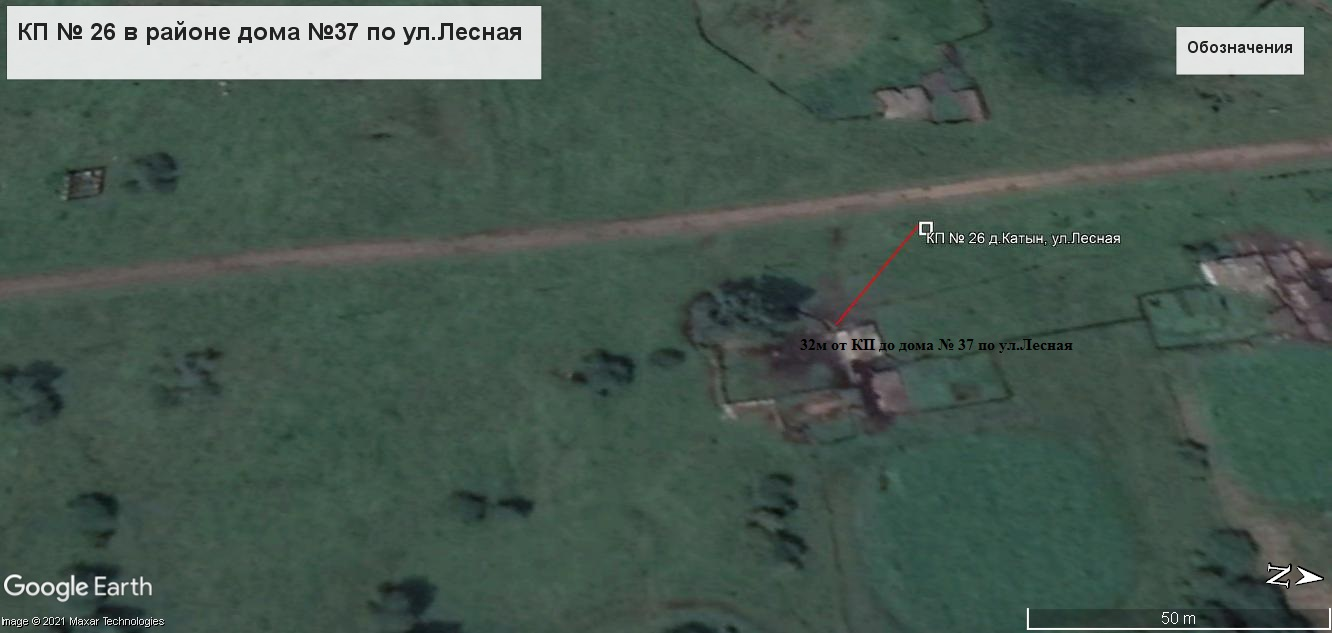 КП № 26 в районе дома №37 по ул.Лесная
Обозначения
КП № 26 д.Катын, ул.Лесная
32м от КП до дома № 37 по ул..Лесная
Google Earth
Image © 2021 Maxar Technologies
N
50 m